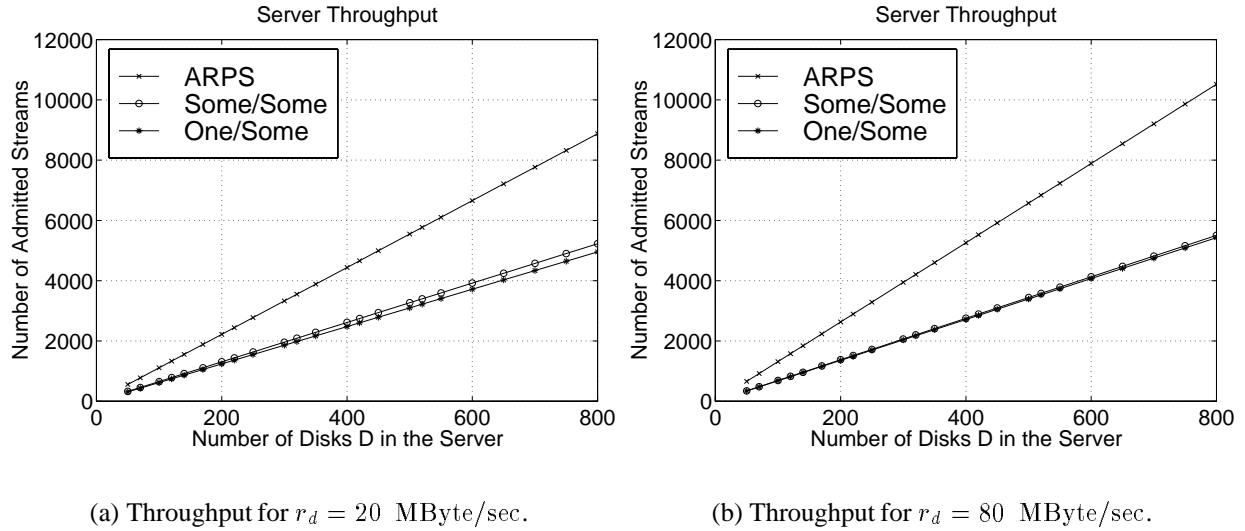 Server Throughput
12000
10000
8000
6000
4000
2000
0
Number of Admitted Streams
ARPS
Some/Some
One/Some
0 200 400 600 800
Number of Disks D in the Server
(a) Throughput for r_d = 20 MByte/sec.
Server Throughput
12000
10000
8000
6000
4000
2000
0
Number of Admitted Streams
ARPS
Some/Some
One/Some
0 200 400 600 800
Number of Disks D in the Server
(b) Throughput for r_d = 80 MByte/sec.